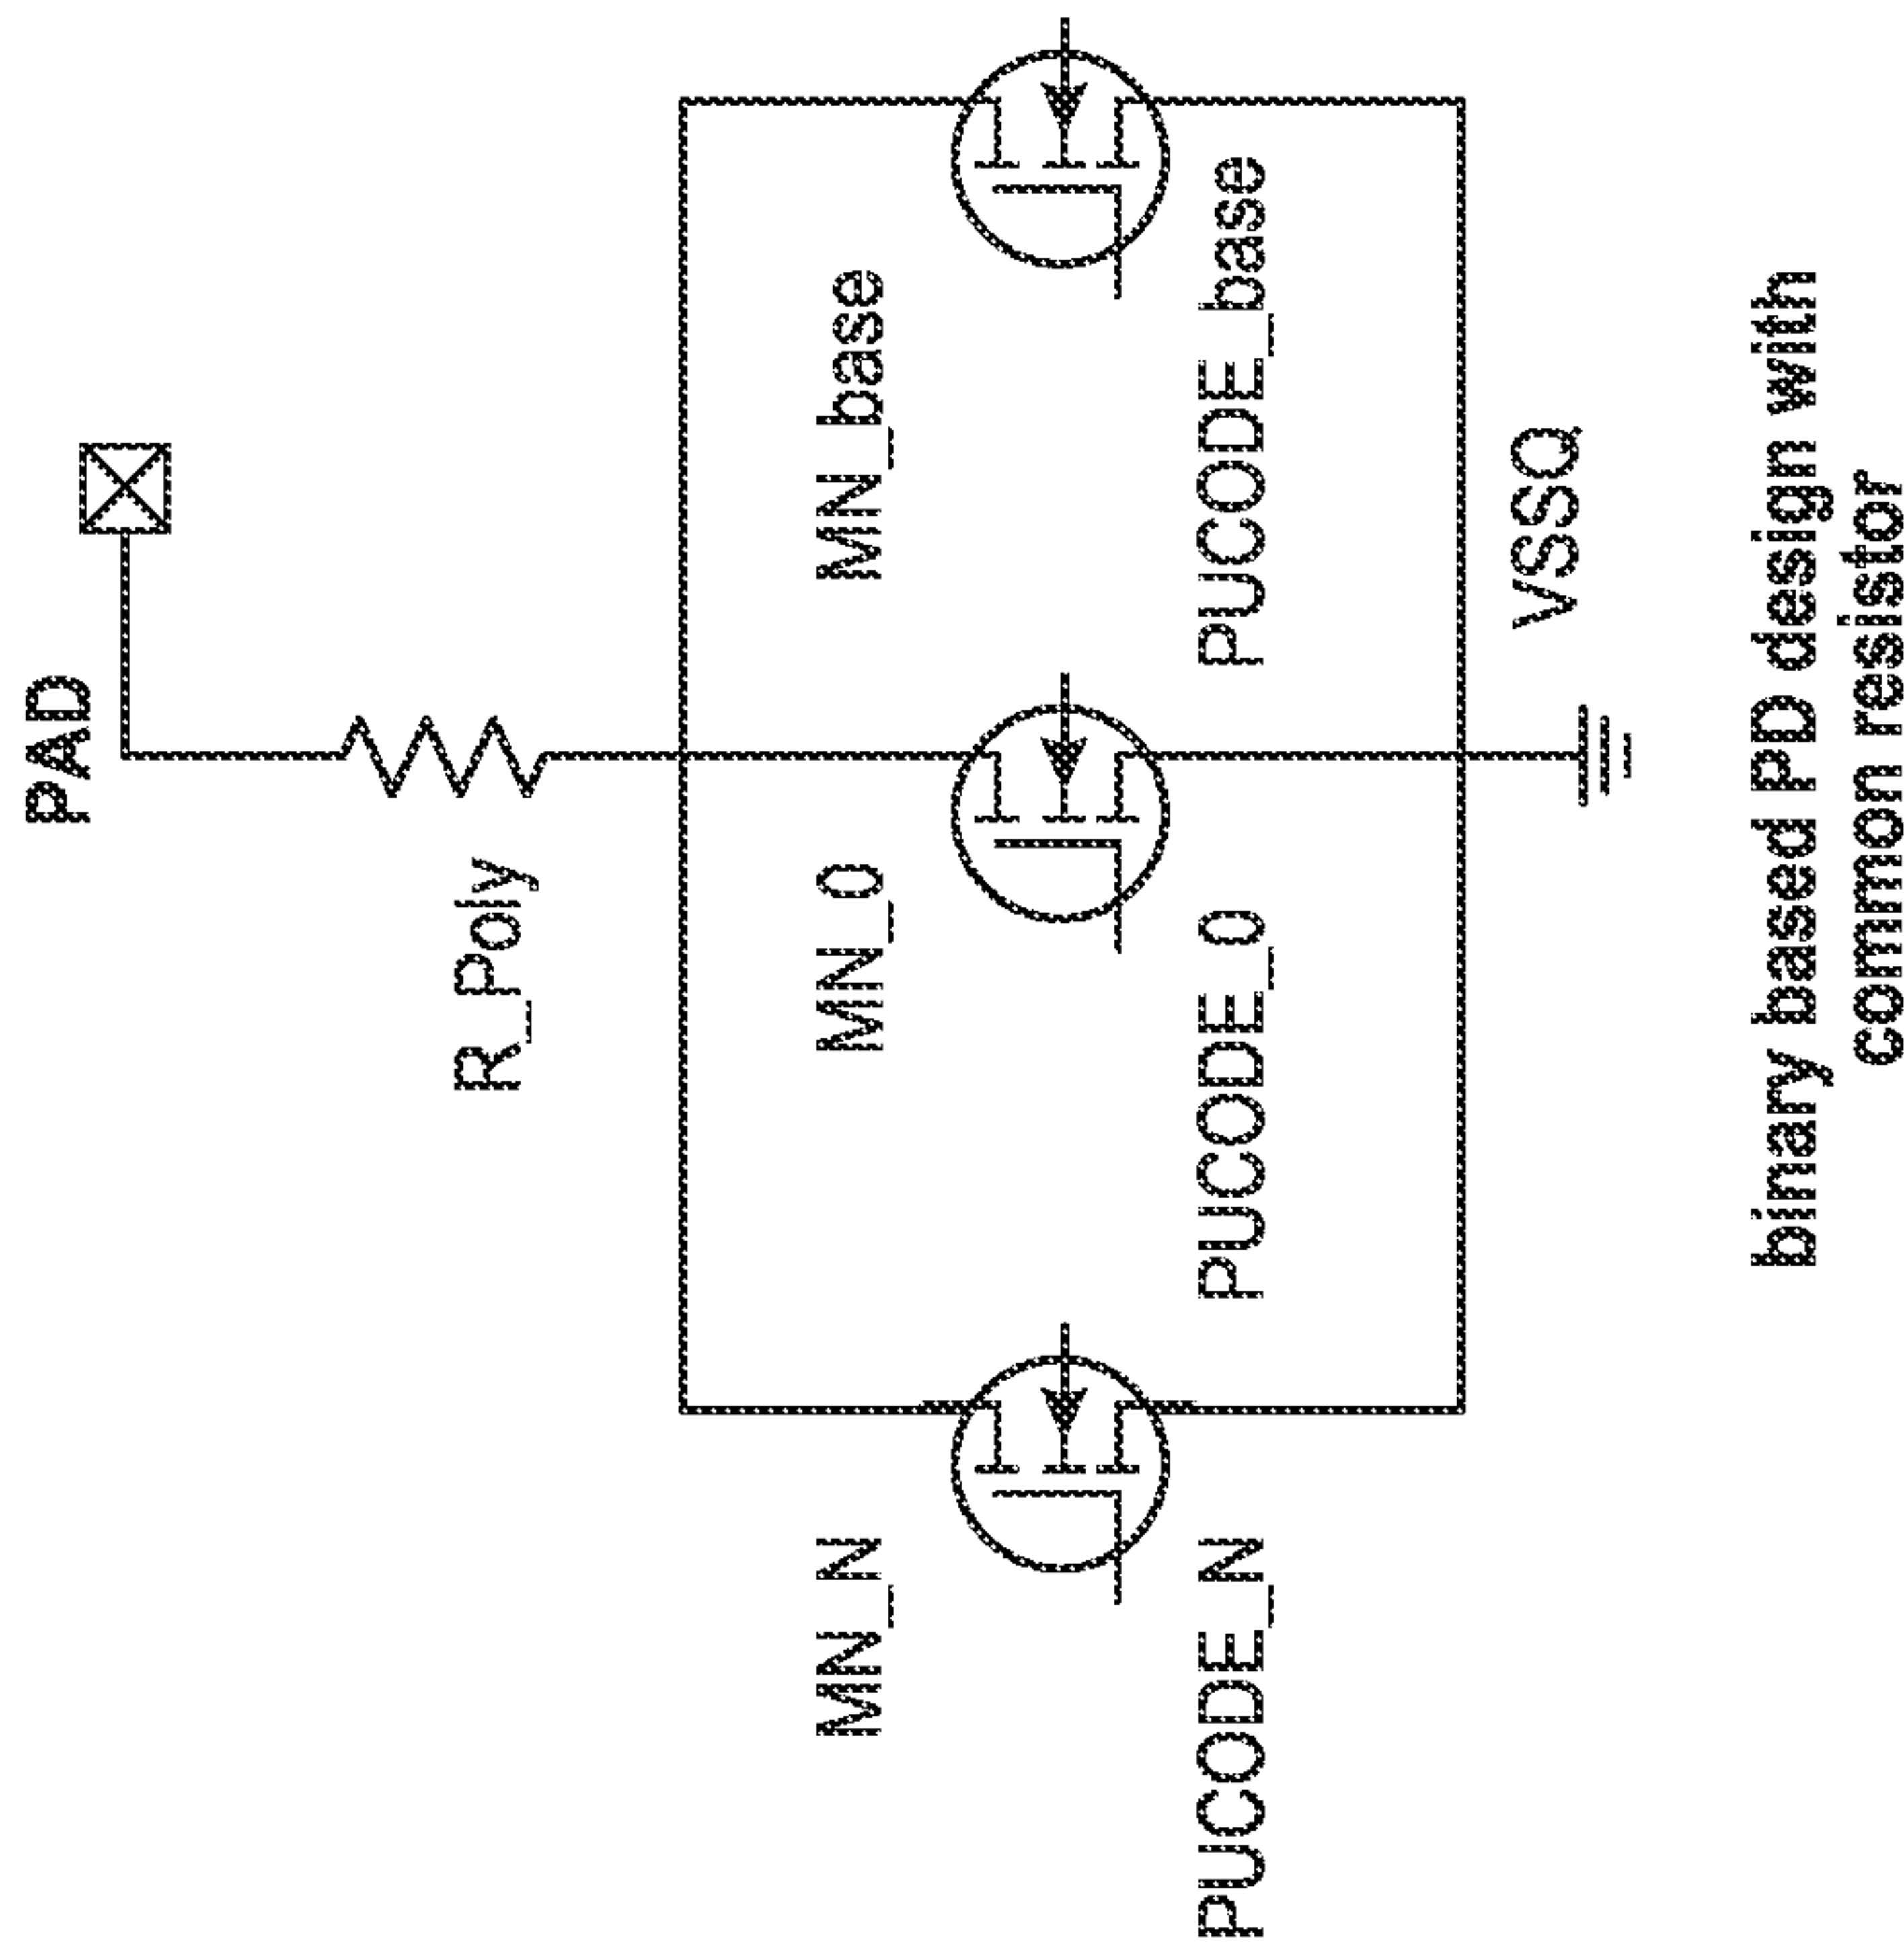 PAD
R_Poly
MN_N
MN_0
MN_base
PUCODE_N
PUCODE_0
PUCODE_base
VSSQ
binary based PD design with
common resistor